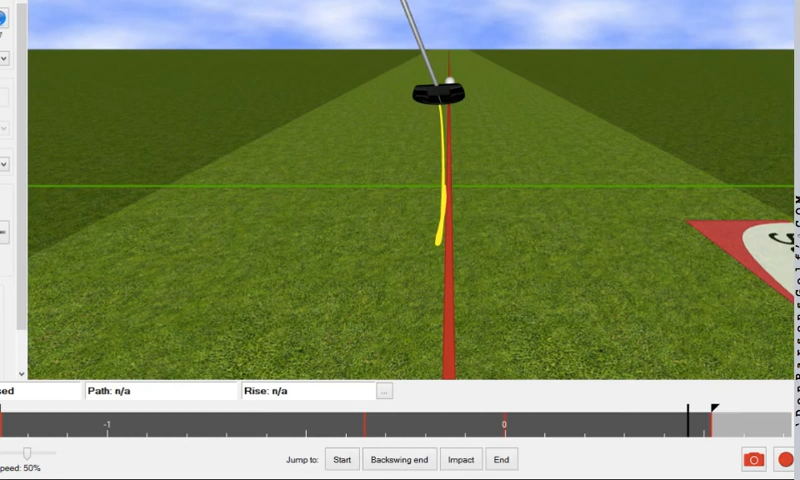 sed
Path: n/a
Rise: n/a
...
-1
0
peed: 50%
Jump to:
Start
Backswing end
Impact
End